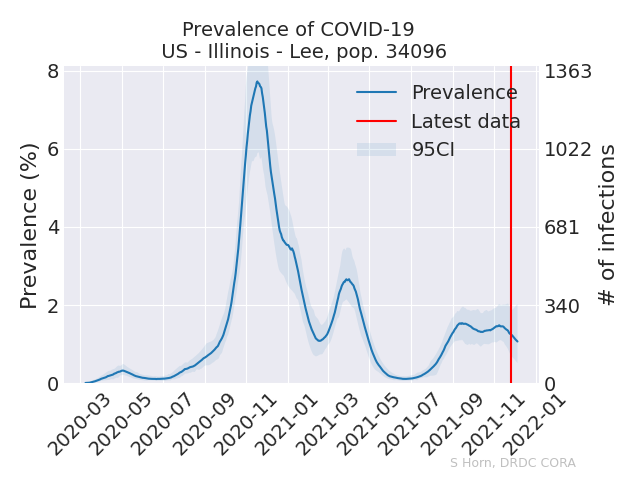 Prevalence of COVID-19
US - Illinois - Lee, pop. 34096
Prevalence (%)
8
6
4
2
0
1363
1022
681
340
0
# of infections
Prevalence
Latest data
95CI
2020-03
2020-05
2020-07
2020-09
2020-11
2021-01
2021-03
2021-05
2021-07
2021-09
2021-11
2022-01
S Horn, DRDC CORA